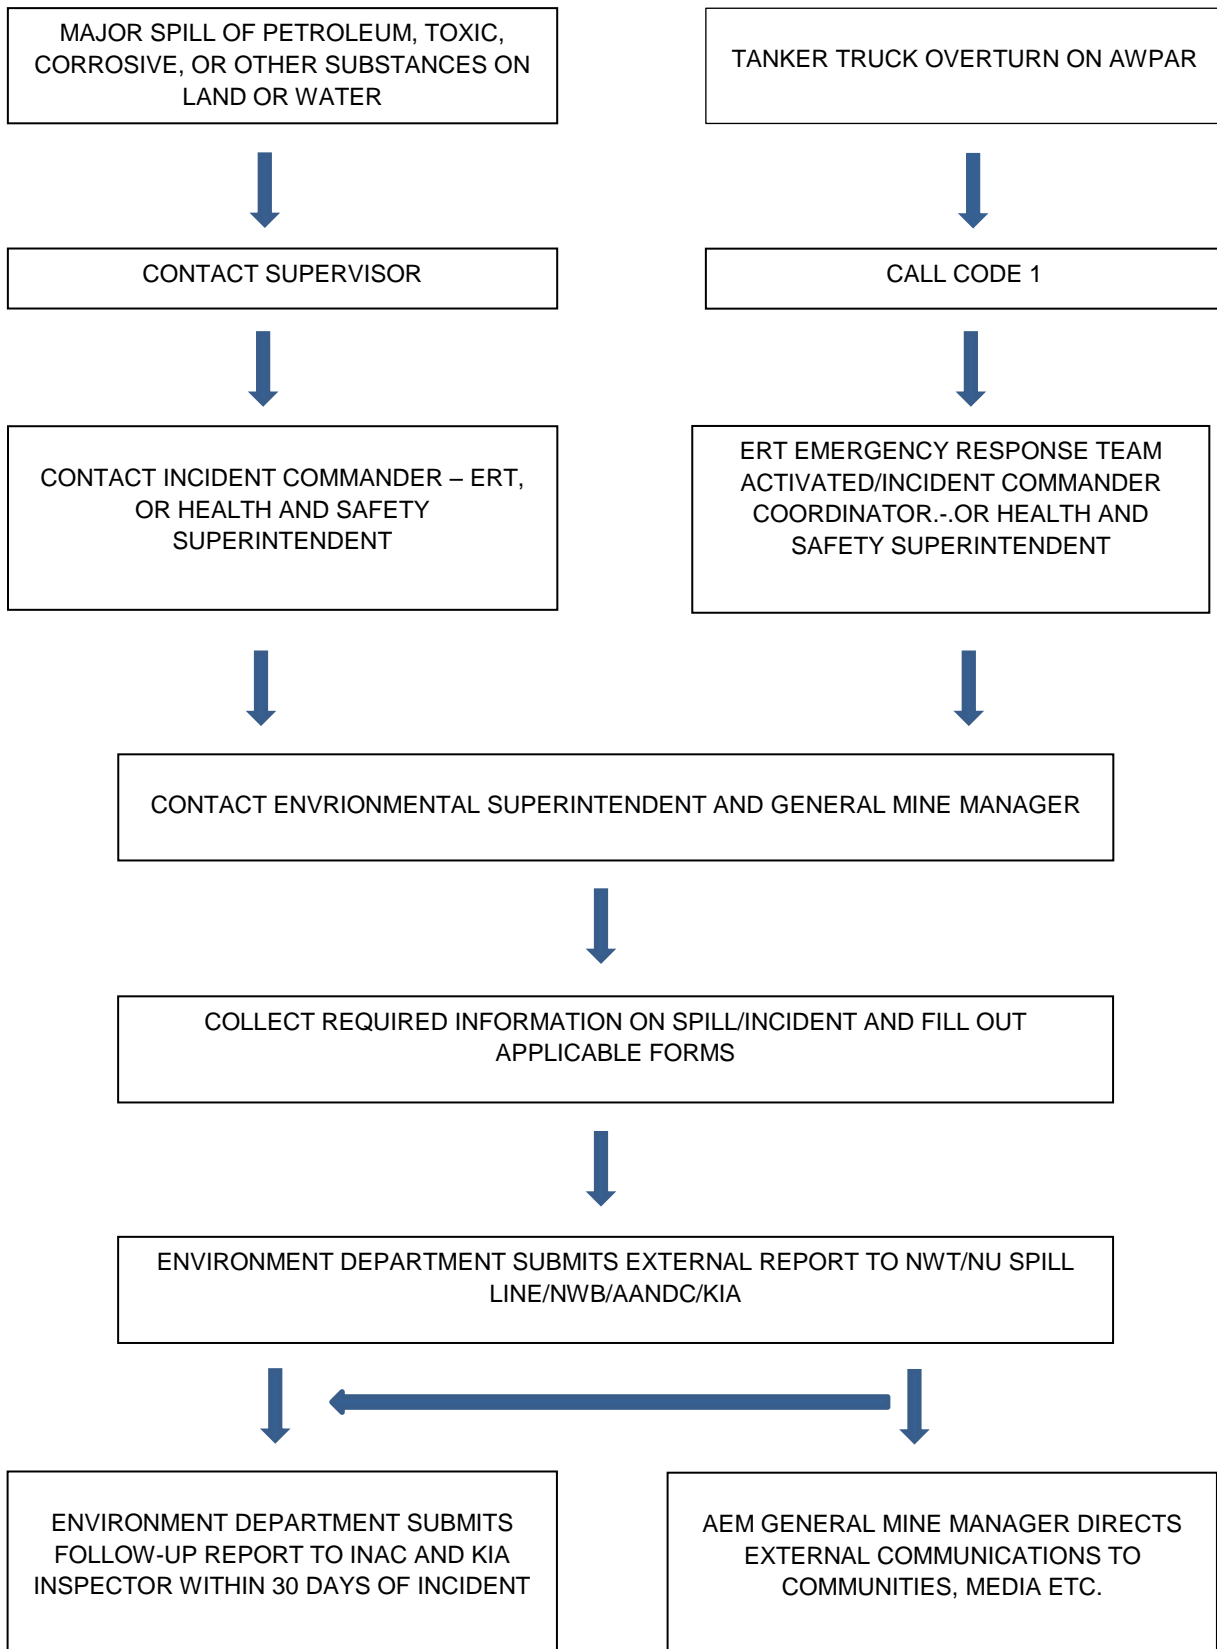 MAJOR SPILL OF PETROLEUM, TOXIC,
CORROSIVE, OR OTHER SUBSTANCES ON
LAND OR WATER
TANKER TRUCK OVERTURN ON AWPAR
CONTACT SUPERVISOR
CALL CODE 1
CONTACT INCIDENT COMMANDER – ERT,
OR HEALTH AND SAFETY
SUPERINTENDENT
ERT EMERGENCY RESPONSE TEAM
ACTIVATED/INCIDENT COMMANDER
COORDINATOR.-.OR HEALTH AND
SAFETY SUPERINTENDENT
CONTACT ENVRIONMENTAL SUPERINTENDENT AND GENERAL MINE MANAGER
COLLECT REQUIRED INFORMATION ON SPILL/INCIDENT AND FILL OUT
APPLICABLE FORMS
ENVIRONMENT DEPARTMENT SUBMITS EXTERNAL REPORT TO NWT/NU SPILL
LINE/NWB/AANDC/KIA
ENVIRONMENT DEPARTMENT SUBMITS
FOLLOW-UP REPORT TO INAC AND KIA
INSPECTOR WITHIN 30 DAYS OF INCIDENT
AEM GENERAL MINE MANAGER DIRECTS
EXTERNAL COMMUNICATIONS TO
COMMUNITIES, MEDIA ETC.